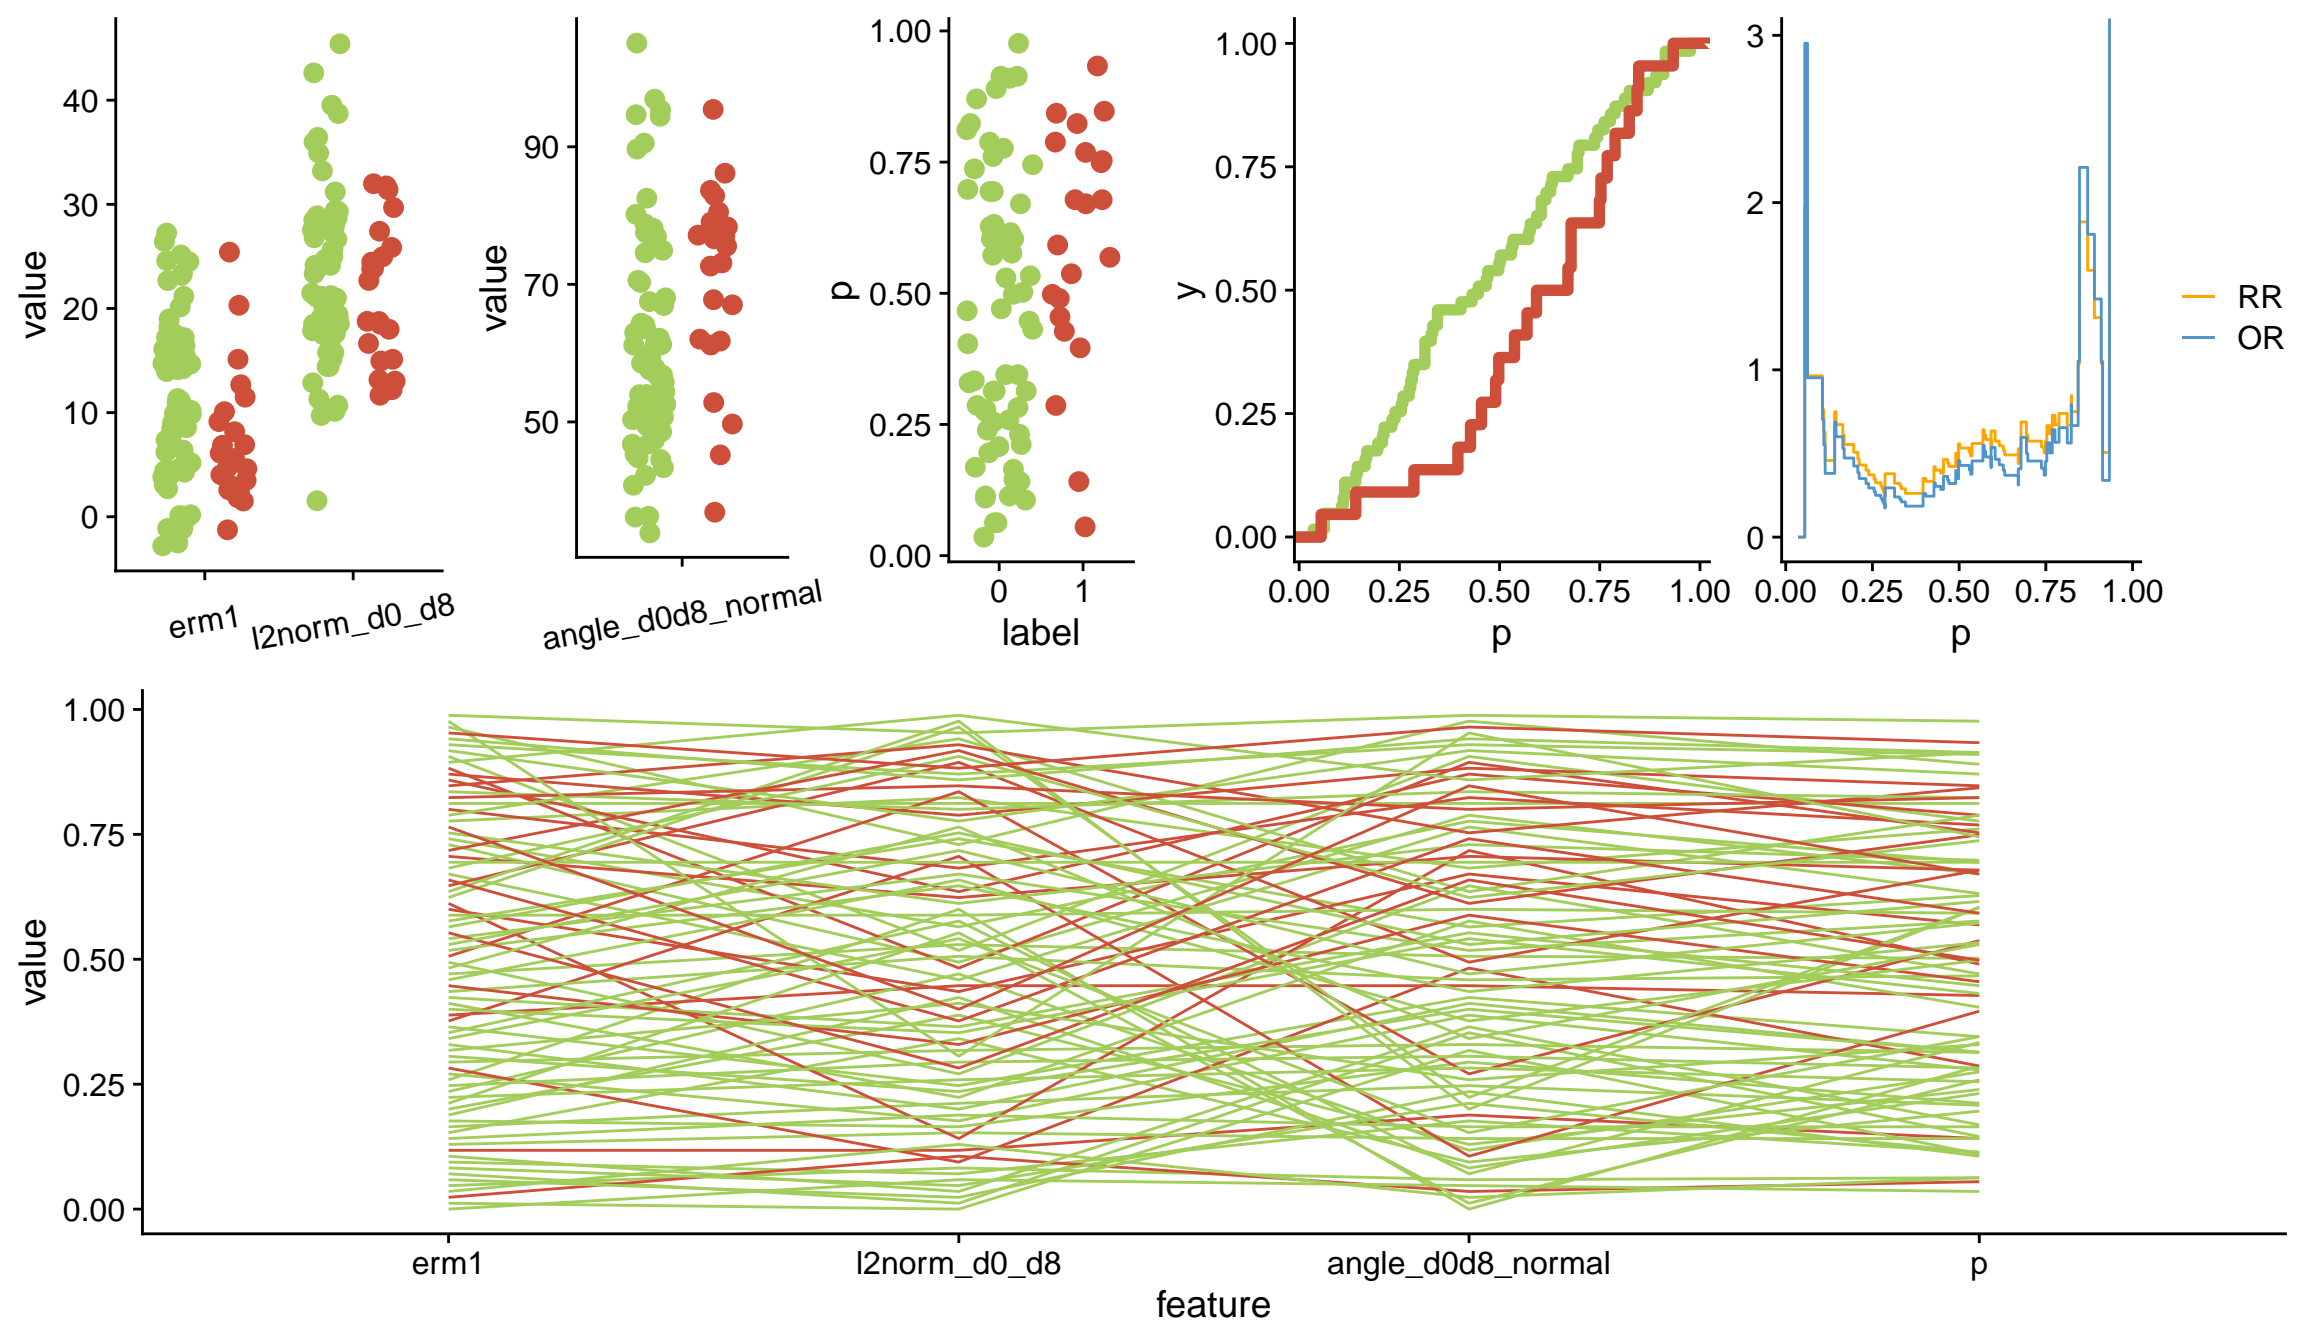 value
40
30
20
10
0
erm1
l2norm_d0_d8
value
90
70
50
angle_d0d8_normal
p
1.00
0.75
0.50
0.25
0.00
0 1
label
y
1.00
0.75
0.50
0.25
0.00
0.00 0.25 0.50 0.75 1.00
p
3
2
1
0
0.00 0.25 0.50 0.75 1.00
p
RR
OR
value
1.00
0.75
0.50
0.25
0.00
erm1 l2norm_d0_d8 angle_d0d8_normal p
feature